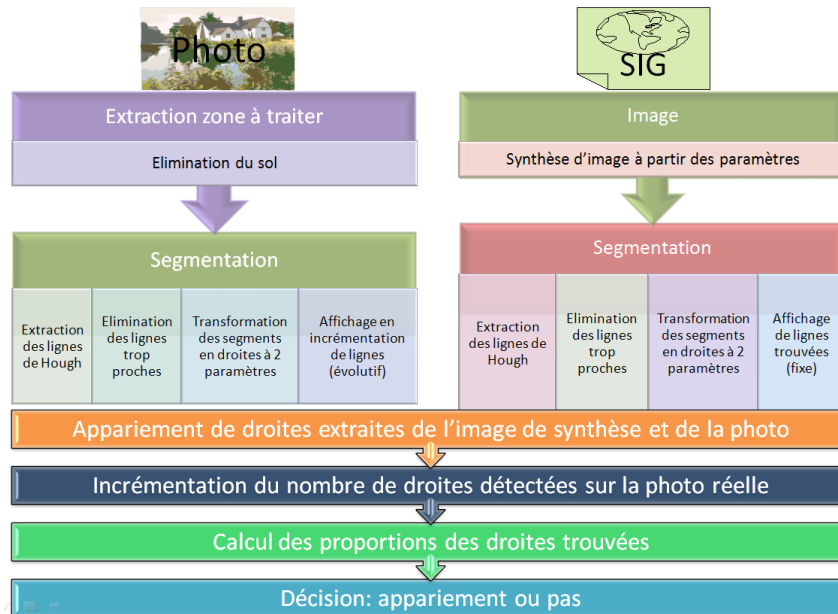 Photo
SIG
Extraction zone à traiter
Elimination du sol
Image
Synthèse d'image à partir des paramètres
Segmentation
Extraction
des lignes
de Hough
Elimination
des lignes
trop
proches
Transformation
des segments
en droites à 2
paramètres
Affichage en
incrémentation
de lignes
(évolutif)
Segmentation
Extraction
des lignes de
Hough
Elimination
des lignes
trop
proches
Transformation
des segments
en droites à 2
paramètres
Affichage
de lignes
trouvées
(fixe)
Appariement de droites extraites de l'image de synthèse et de la photo
Incrémentation du nombre de droites détectées sur la photo réelle
Calcul des proportions des droites trouvées
Décision: appariement ou pas